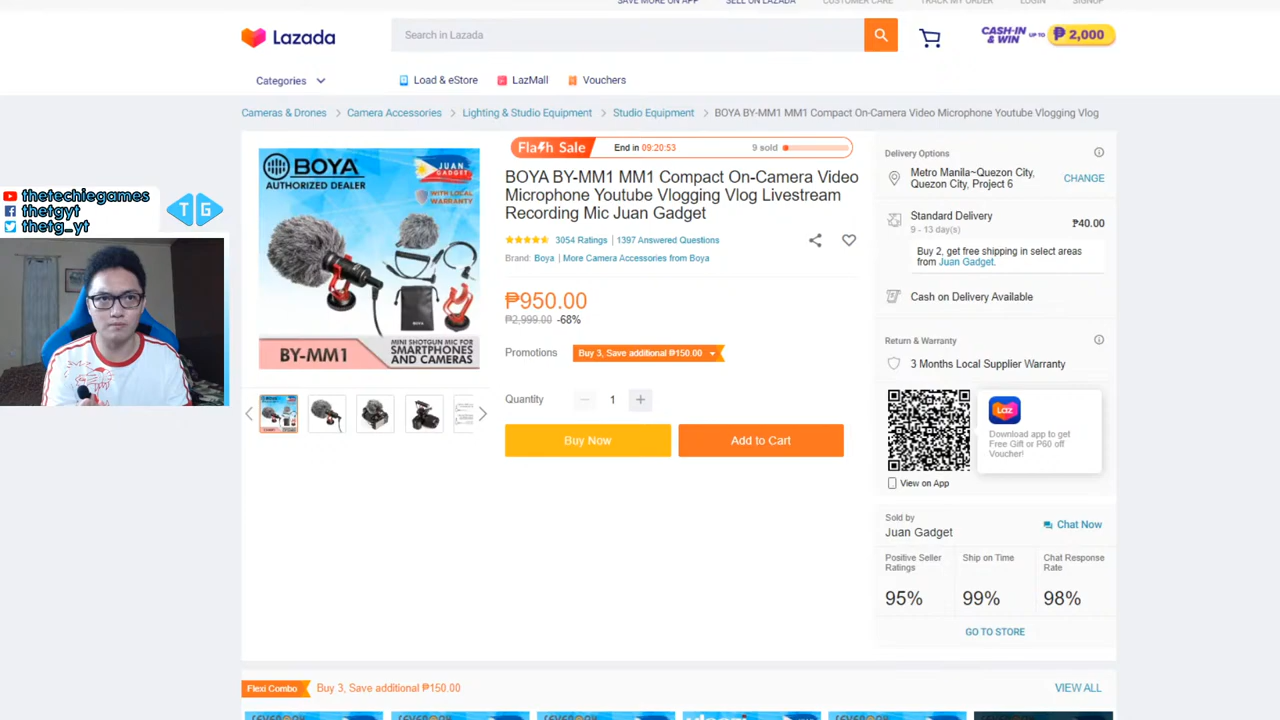 SAVE MORE ON APP
SELL ON LAZADA
CUSTOMER CARE
TRACK MY ORDER
LOGIN
SIGNUP
Lazada
Search in Lazada
CASH-IN & WIN UP TO ₱ 2,000
Categories
Load & eStore
LazMall
Vouchers
Cameras & Drones
Camera Accessories
Lighting & Studio Equipment
Studio Equipment
BOYA BY-MM1 MM1 Compact On-Camera Video Microphone Youtube Vlogging Vlog
thetechiegames
thetgyt
thetg_yt
T G
BOYA
AUTHORIZED DEALER
JUAN GADGET
WITH LOCAL WARRANTY
BOYA
BY-MM1
MINI SHOTGUN MIC FOR
SMARTPHONES
AND CAMERAS
Flash Sale
End in 09:20:53
9 sold
BOYA BY-MM1 MM1 Compact On-Camera Video
Microphone Youtube Vlogging Vlog Livestream
Recording Mic Juan Gadget
3054 Ratings | 1397 Answered Questions
Brand: Boya | More Camera Accessories from Boya
₱950.00
₱2,999.00 -68%
Promotions
Buy 3, Save additional ₱150.00
Quantity
1
Buy Now
Add to Cart
Delivery Options
Metro Manila~Quezon City,
Quezon City, Project 6
CHANGE
Standard Delivery
₱40.00
9 - 13 day(s)
Buy 2, get free shipping in select areas
from Juan Gadget.
Cash on Delivery Available
Return & Warranty
3 Months Local Supplier Warranty
Laz
Download app to get
Free Gift or P60 off
Voucher!
View on App
Sold by
Juan Gadget
Chat Now
Positive Seller
Ratings
95%
Ship on Time
99%
Chat Response
Rate
98%
GO TO STORE
Flexi Combo
Buy 3, Save additional ₱150.00
VIEW ALL